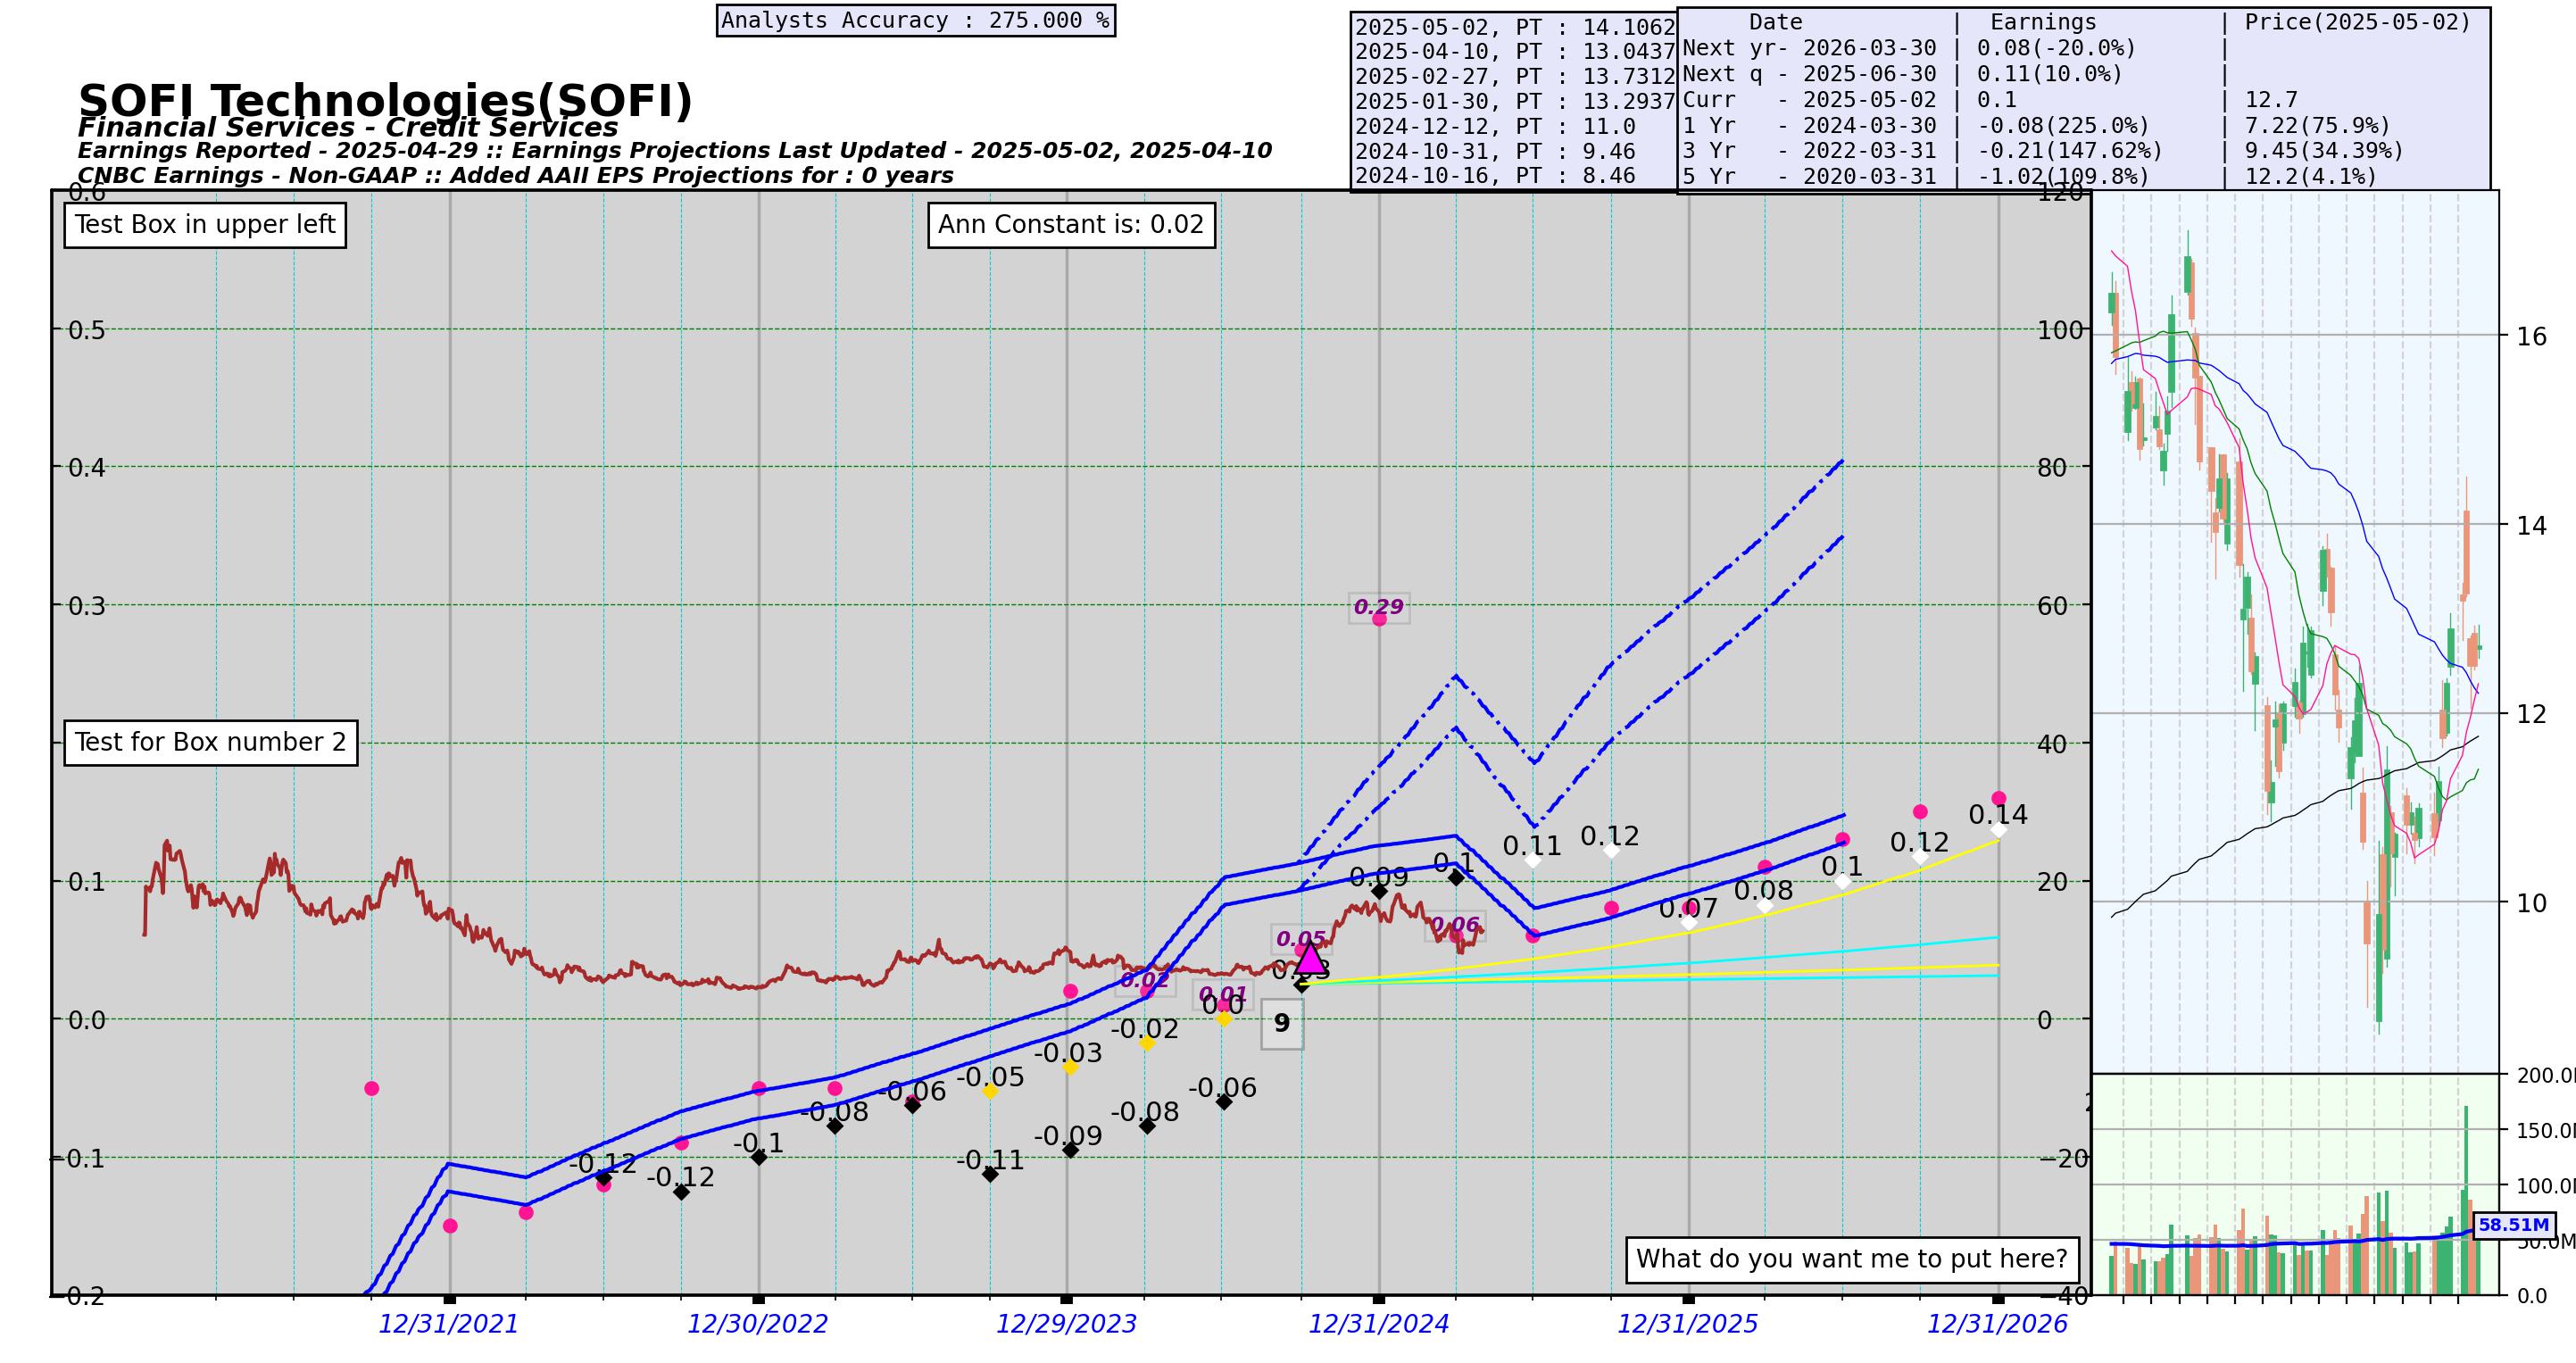 Analysts Accuracy : 275.000 %
2025-05-02, PT : 14.1062
2025-04-10, PT : 13.0437
2025-02-27, PT : 13.7312
2025-01-30, PT : 13.2937
2024-12-12, PT : 11.0
2024-10-31, PT : 9.46
2024-10-16, PT : 8.46
Date | Earnings | Price(2025-05-02)
Next yr- 2026-03-30 | 0.08(-20.0%) |
Next q - 2025-06-30 | 0.11(10.0%) |
Curr - 2025-05-02 | 0.1 | 12.7
1 Yr - 2024-03-30 | -0.08(225.0%) | 7.22(75.9%)
3 Yr - 2022-03-31 | -0.21(147.62%) | 9.45(34.39%)
5 Yr - 2020-03-31 | -1.02(109.8%) | 12.2(4.1%)
SOFI Technologies(SOFI)
Financial Services - Credit Services
Earnings Reported - 2025-04-29 :: Earnings Projections Last Updated - 2025-05-02, 2025-04-10
CNBC Earnings - Non-GAAP :: Added AAII EPS Projections for : 0 years
Test Box in upper left
Ann Constant is: 0.02
Test for Box number 2
What do you want me to put here?
0.6
0.5
0.4
0.3
0.1
0.0
−0.1
−0.2
120
100
80
60
40
20
0
−20
−40
0.29
0.05
0.06
0.02
0.01
0.0
0.03
9
0.09
0.1
0.11
0.12
0.07
0.08
0.1
0.12
0.14
-0.12
-0.12
-0.1
-0.08
-0.06
-0.05
-0.03
-0.02
-0.11
-0.09
-0.08
-0.06
16
14
12
10
200.0
150.0
100.0
50.0M
0.0
58.51M
12/31/2021
12/30/2022
12/29/2023
12/31/2024
12/31/2025
12/31/2026